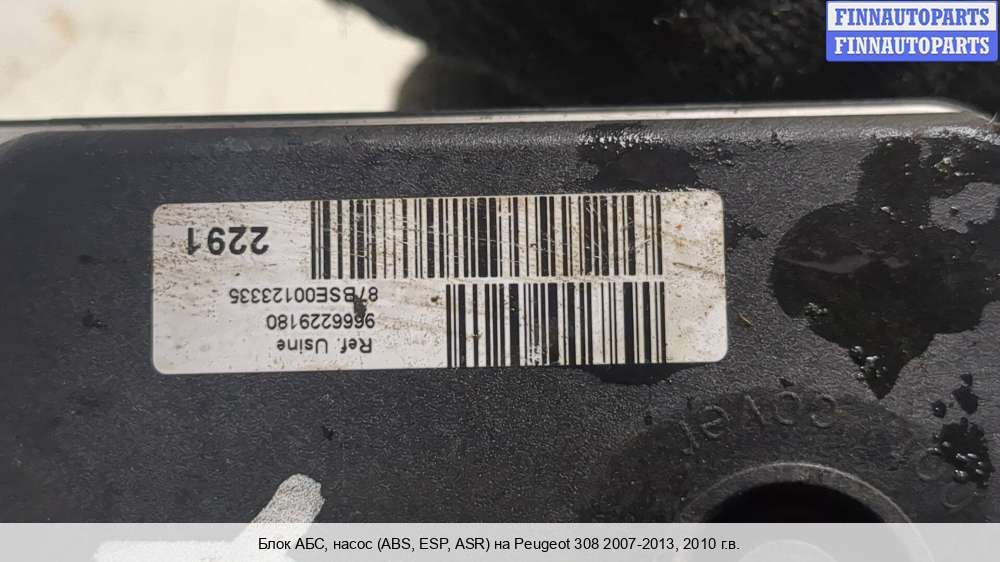 FINNAUTOPARTS
FINNAUTOPARTS
Ref. Usine
9666229180
87BSE00123335
2291
cover
Блок АБС, насос (ABS, ESP, ASR) на Peugeot 308 2007-2013, 2010 г.в.